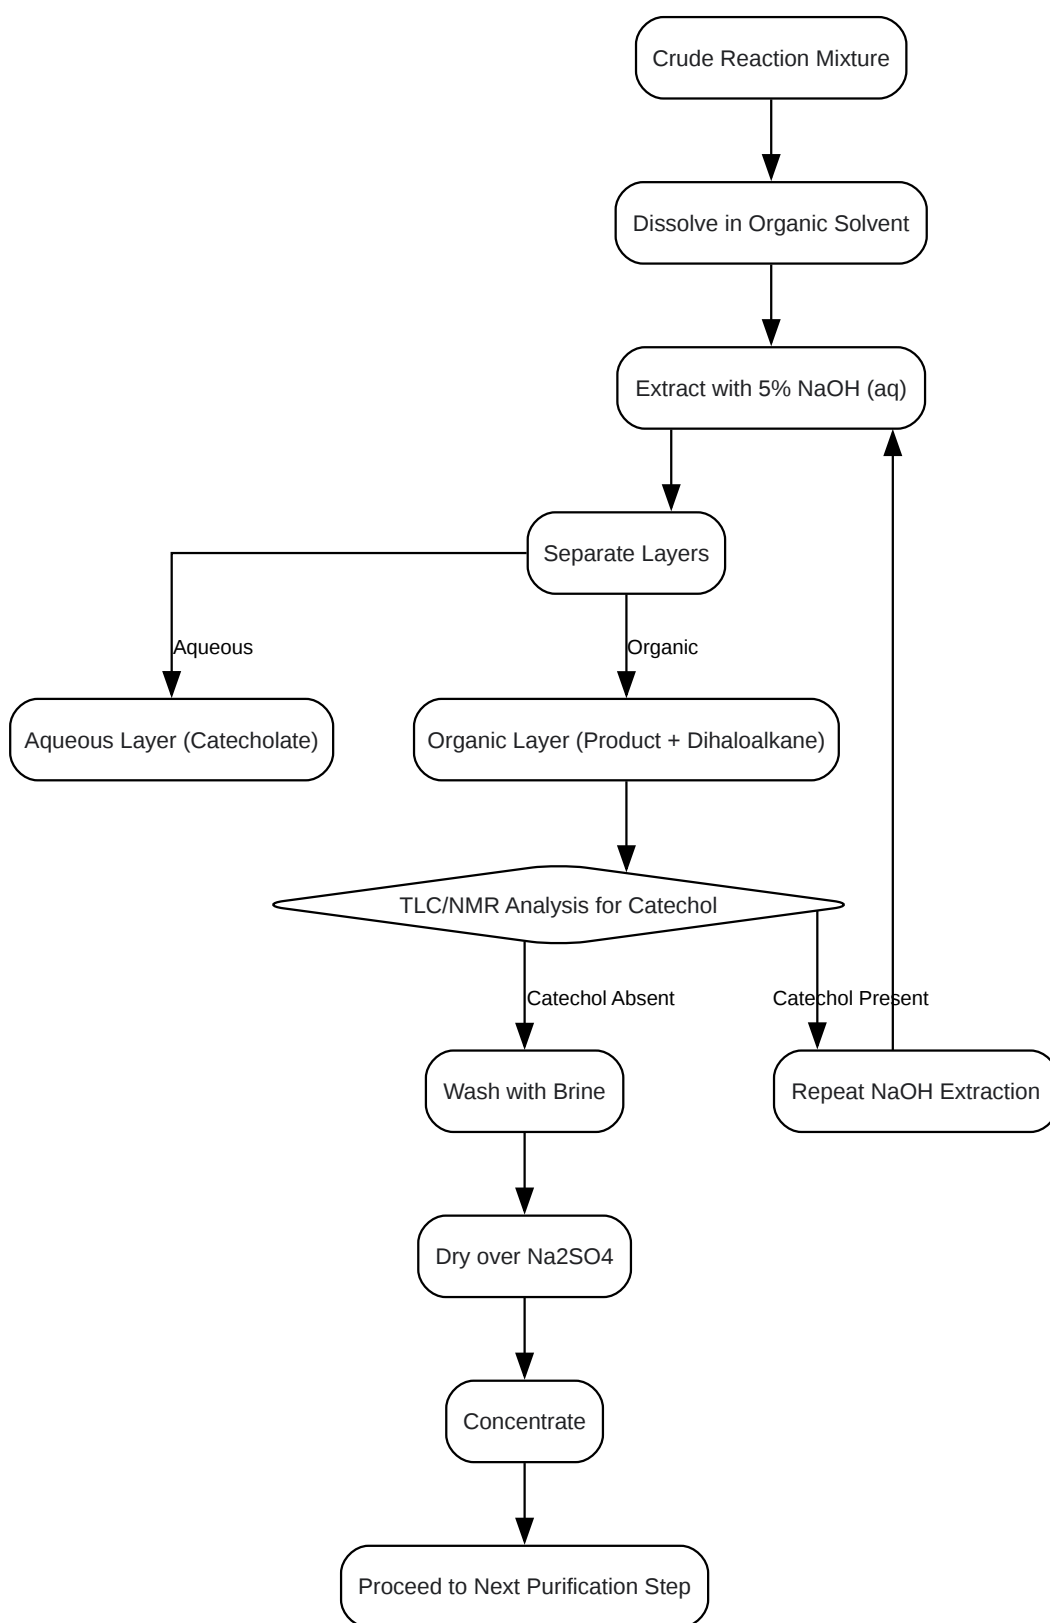 Crude Reaction Mixture
Dissolve in Organic Solvent
Extract with 5% NaOH (aq)
Separate Layers
Aqueous
Organic
Aqueous Layer (Catecholate)
Organic Layer (Product + Dihaloalkane)
TLC/NMR Analysis for Catechol
Catechol Absent
Catechol Present
Wash with Brine
Repeat NaOH Extraction
Dry over Na2SO4
Concentrate
Proceed to Next Purification Step